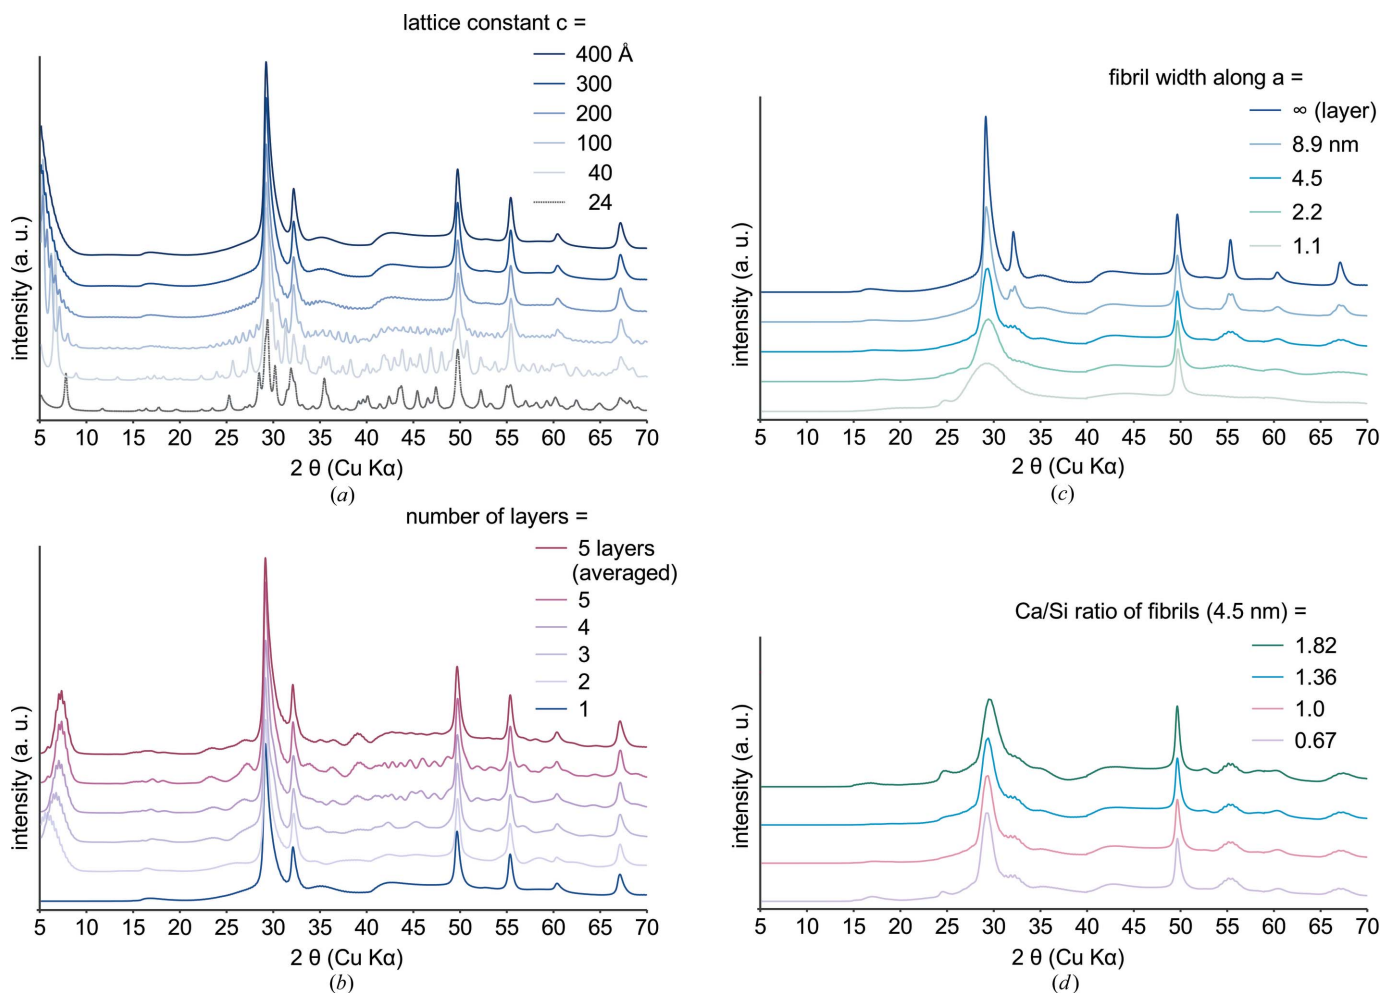 lattice constant c =
400 Å
300
200
100
40
24
intensity (a. u.)
5 10 15 20 25 30 35 40 45 50 55 60 65 70
2 θ (Cu Kα)
(a)
number of layers =
5 layers
(averaged)
5
4
3
2
1
intensity (a. u.)
5 10 15 20 25 30 35 40 45 50 55 60 65 70
2 θ (Cu Kα)
(b)
fibril width along a =
∞ (layer)
8.9 nm
4.5
2.2
1.1
intensity (a. u.)
5 10 15 20 25 30 35 40 45 50 55 60 65 70
2 θ (Cu Kα)
(c)
Ca/Si ratio of fibrils (4.5 nm) =
1.82
1.36
1.0
0.67
intensity (a. u.)
5 10 15 20 25 30 35 40 45 50 55 60 65 70
2 θ (Cu Kα)
(d)